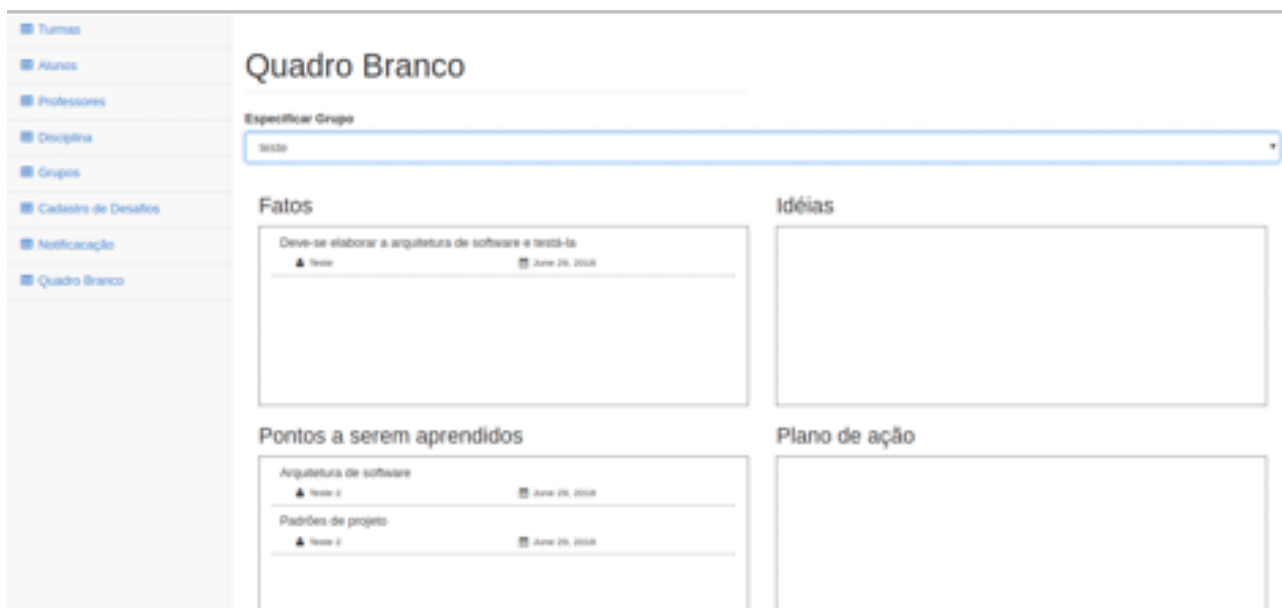 Turmas
Alunos
Professores
Disciplina
Grupos
Cadastro de Desafios
Notificacação
Quadro Branco
Quadro Branco
Especificar Grupo
teste
Fatos
Deve-se elaborar a arquitetura de software e testá-la
Teste June 29, 2018
Idéias
Pontos a serem aprendidos
Arquitetura de software
Teste 2 June 29, 2018
Padrões de projeto
Teste 2 June 29, 2018
Plano de ação